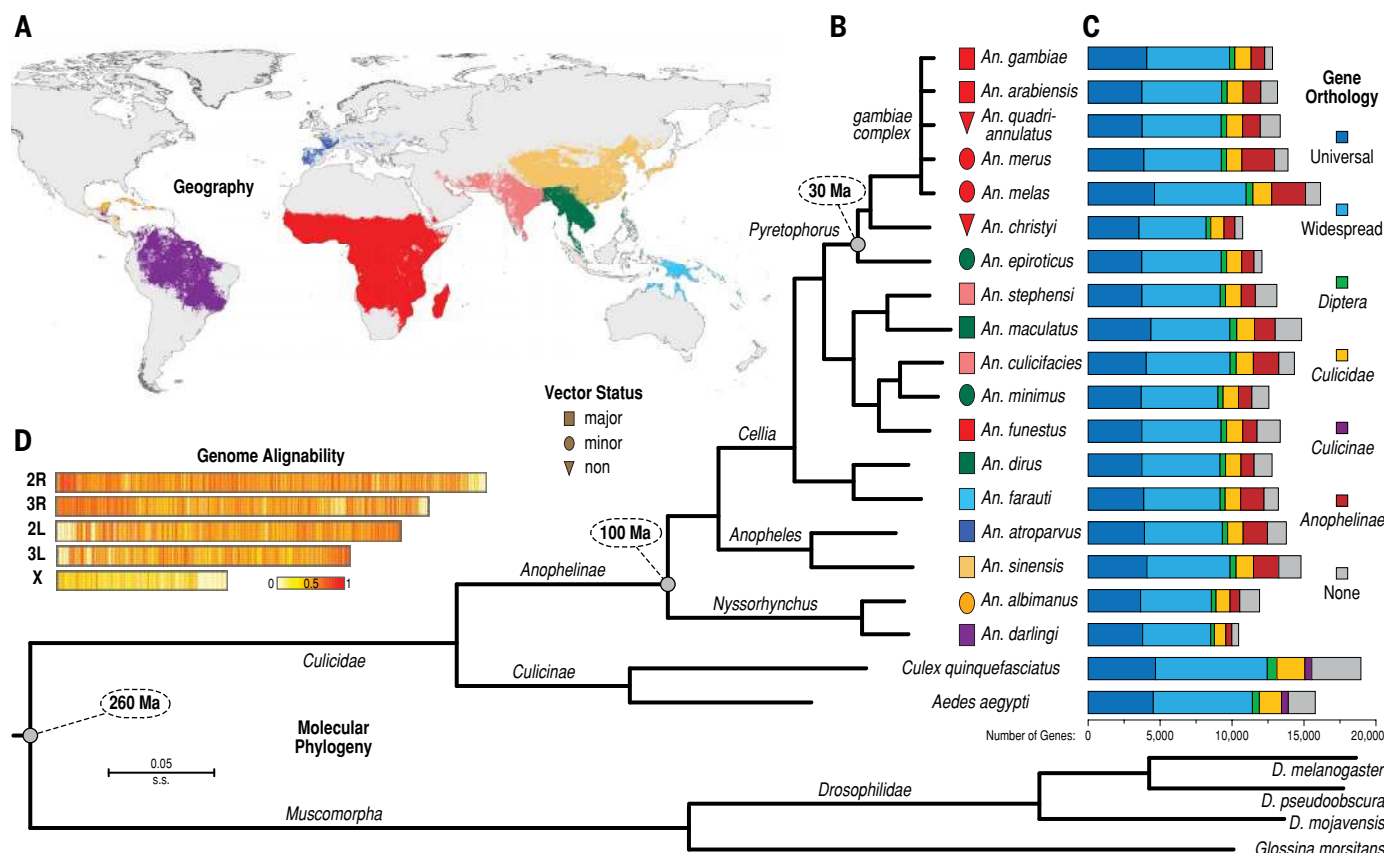 A
B
C
Geography
Vector Status
major
minor
non
D
Genome Alignability
2R
3R
2L
3L
X
0
0.5
1
gambiae
complex
30 Ma
Pyretophorus
Cellia
100 Ma
Anopheles
Anophelinae
Nyssorhynchus
Culicidae
Culicinae
260 Ma
Molecular
Phylogeny
0.05
s.s.
Muscomorpha
Drosophilidae
An. gambiae
An. arabiensis
An. quadri-
annulatus
An. merus
An. melas
An. christyi
An. epiroticus
An. stephensi
An. maculatus
An. culicifacies
An. minimus
An. funestus
An. dirus
An. farauti
An. atroparvus
An. sinensis
An. albimanus
An. darlingi
Culex quinquefasciatus
Aedes aegypti
Number of Genes: 0 5,000 10,000 15,000 20,000
D. melanogaster
D. pseudoobscura
D. mojavensis
Glossina morsitans
Gene
Orthology
Universal
Widespread
Diptera
Culicidae
Culicinae
Anophelinae
None